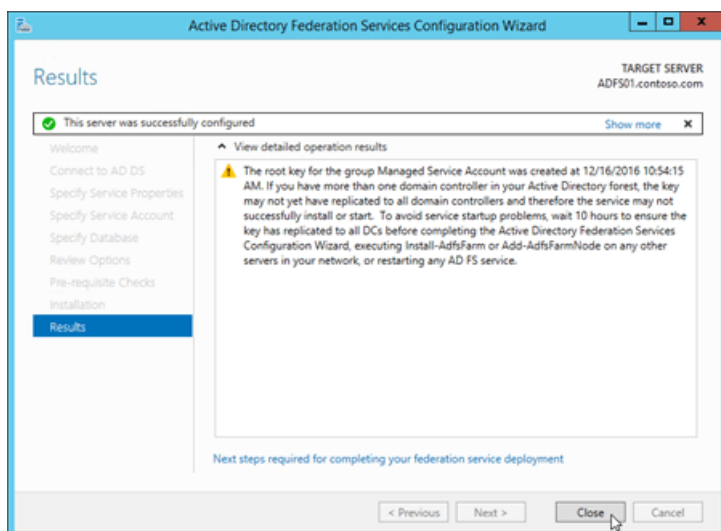 Active Directory Federation Services Configuration Wizard
Results
TARGET SERVER
ADFS01.contoso.com
This server was successfully configured
Show more
Welcome
Connect to AD DS
Specify Service Properties
Specify Service Account
Specify Database
Review Options
Pre-requisite Checks
Installation
Results
View detailed operation results
The root key for the group Managed Service Account was created at 12/16/2016 10:54:15
AM. If you have more than one domain controller in your Active Directory forest, the key
may not yet have replicated to all domain controllers and therefore the service may not
successfully install or start. To avoid service startup problems, wait 10 hours to ensure the
key has replicated to all DCs before completing the Active Directory Federation Services
Configuration Wizard, executing Install-AdfsFarm or Add-AdfsFarmNode on any other
servers in your network, or restarting any AD FS service.
Next steps required for completing your federation service deployment
< Previous
Next >
Close
Cancel